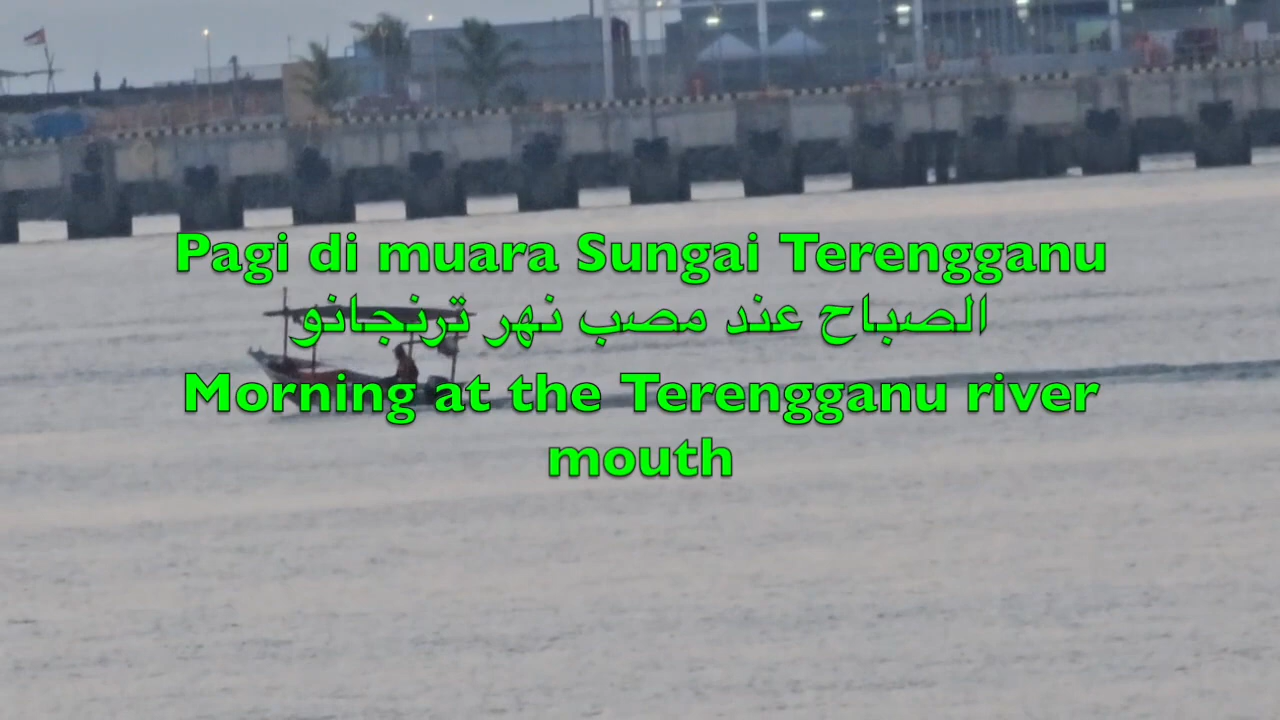 Pagi di muara Sungai Terengganu
الصباح عند مصب نهر ترنجانو
Morning at the Terengganu river
mouth